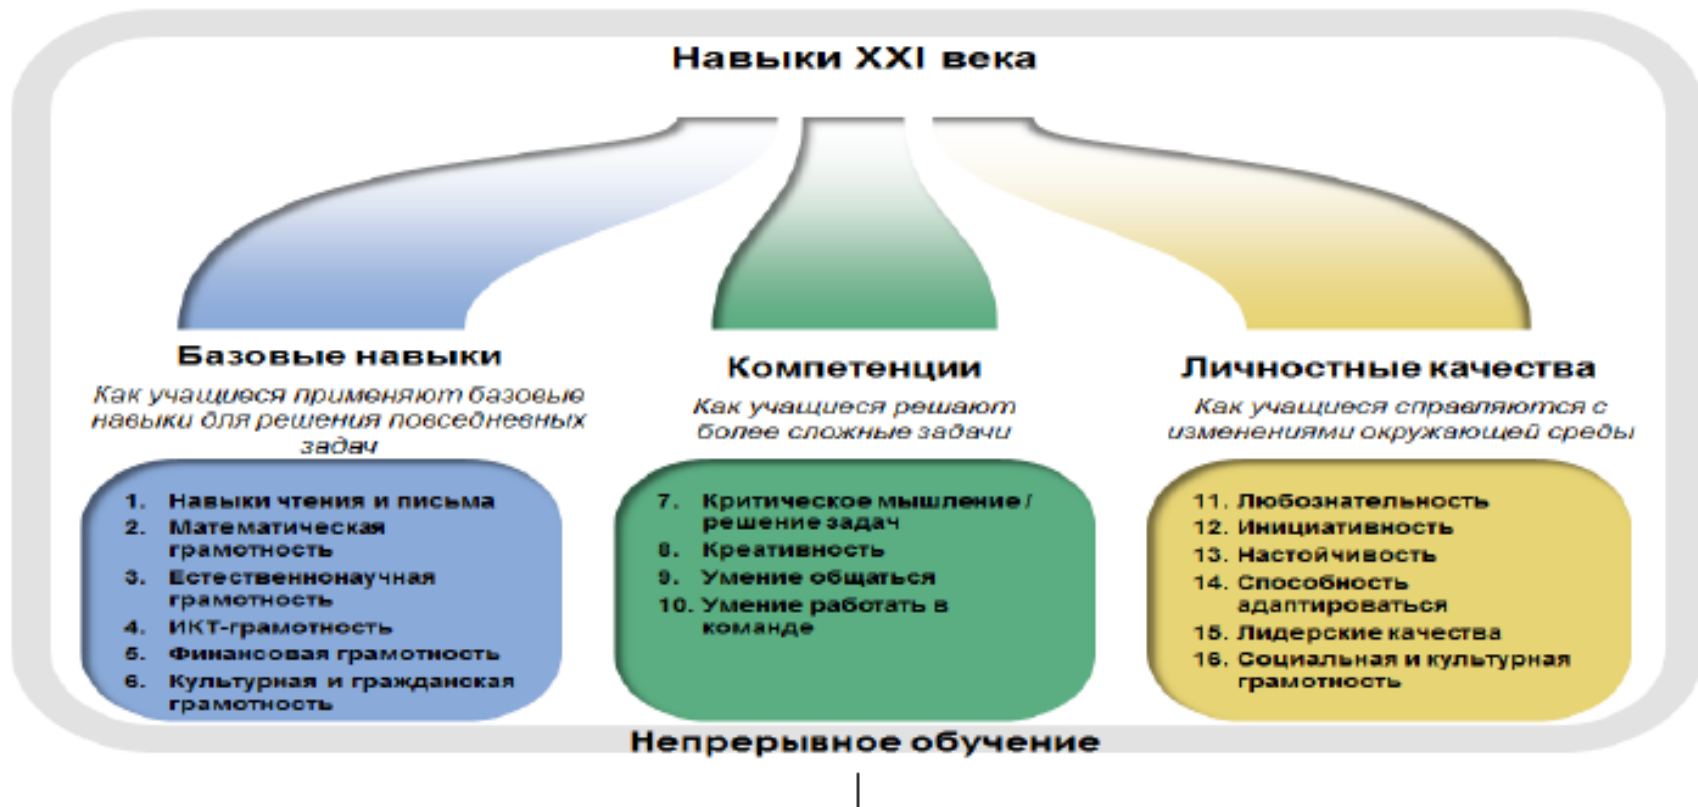 Навыки XXI века
Базовые навыки
Как учащиеся применяют базовые
навыки для решения повседневных
задач
1. Навыки чтения и письма
2. Математическая
грамотность
3. Естественнонаучная
грамотность
4. ИКТ-грамотность
5. Финансовая грамотность
6. Культурная и гражданская
грамотность
Компетенции
Как учащиеся решают
более сложные задачи
7. Критическое мышление /
решение задач
8. Креативность
9. Умение общаться
10. Умение работать в
команде
Личностные качества
Как учащиеся справляются с
изменениями окружающей среды
11. Любознательность
12. Инициативность
13. Настойчивость
14. Способность
адаптироваться
15. Лидерские качества
16. Социальная и культурная
грамотность
Непрерывное обучение